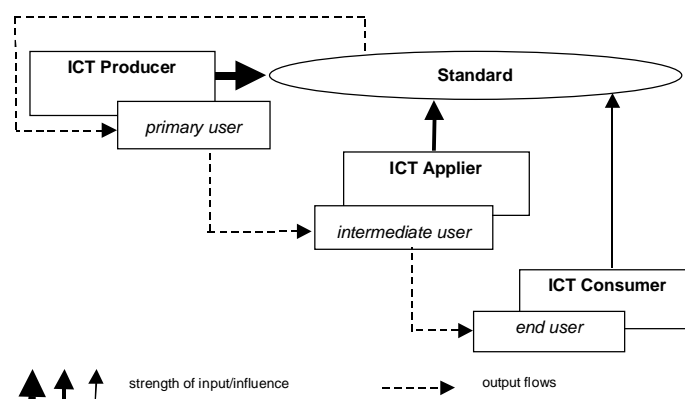 ICT Producer
Standard
primary user
ICT Applier
intermediate user
ICT Consumer
end user
strength of input/influence
output flows